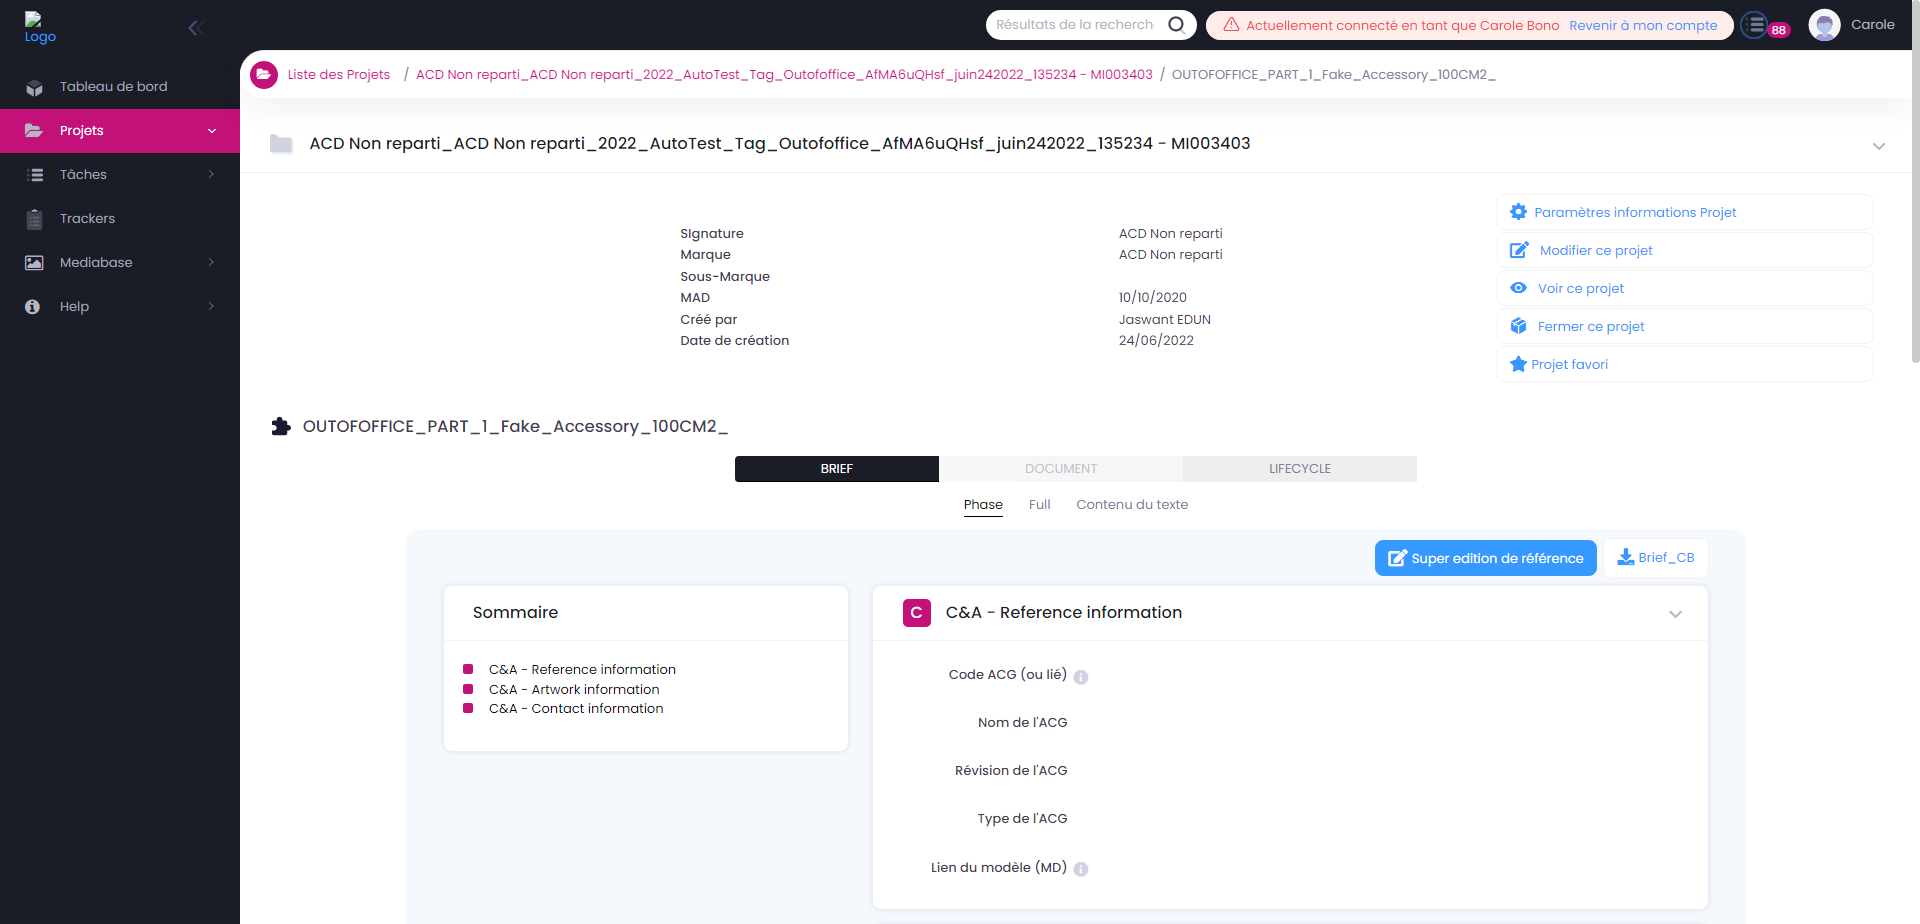 Logo
Résultats de la recherch
Actuellement connecté en tant que Carole Bono Revenir à mon compte
88
Carole
Tableau de bord
Projets
Tâches
Trackers
Mediabase
Help
Liste des Projets / ACD Non reparti_ACD Non reparti_2022_AutoTest_Tag_Outofoffice_AfMA6uQHsf_juin242022_135234 - MI003403 / OUTOFOFFICE_PART_1_Fake_Accessory_100CM2_
ACD Non reparti_ACD Non reparti_2022_AutoTest_Tag_Outofoffice_AfMA6uQHsf_juin242022_135234 - MI003403
SIgnature ACD Non reparti
Marque ACD Non reparti
Sous-Marque
MAD 10/10/2020
Créé par Jaswant EDUN
Date de création 24/06/2022
Paramètres informations Projet
Modifier ce projet
Voir ce projet
Fermer ce projet
Projet favori
OUTOFOFFICE_PART_1_Fake_Accessory_100CM2_
BRIEF DOCUMENT LIFECYCLE
Phase Full Contenu du texte
Super edition de référence Brief_CB
Sommaire
C&A - Reference information
C&A - Artwork information
C&A - Contact information
C C&A - Reference information
Code ACG (ou lié)
Nom de l'ACG
Révision de l'ACG
Type de l'ACG
Lien du modèle (MD)